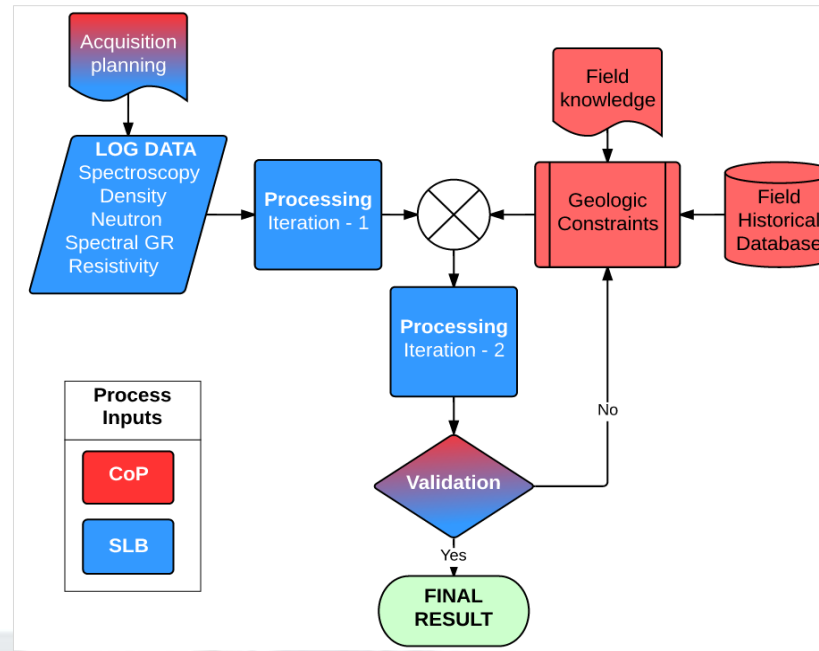 Acquisition
planning
Field
knowledge
LOG DATA
Spectroscopy
Density
Neutron
Spectral GR
Resistivity
Processing
Iteration - 1
Geologic
Constraints
Field
Historical
Database
Processing
Iteration - 2
Process
Inputs
CoP
SLB
No
Validation
Yes
FINAL
RESULT